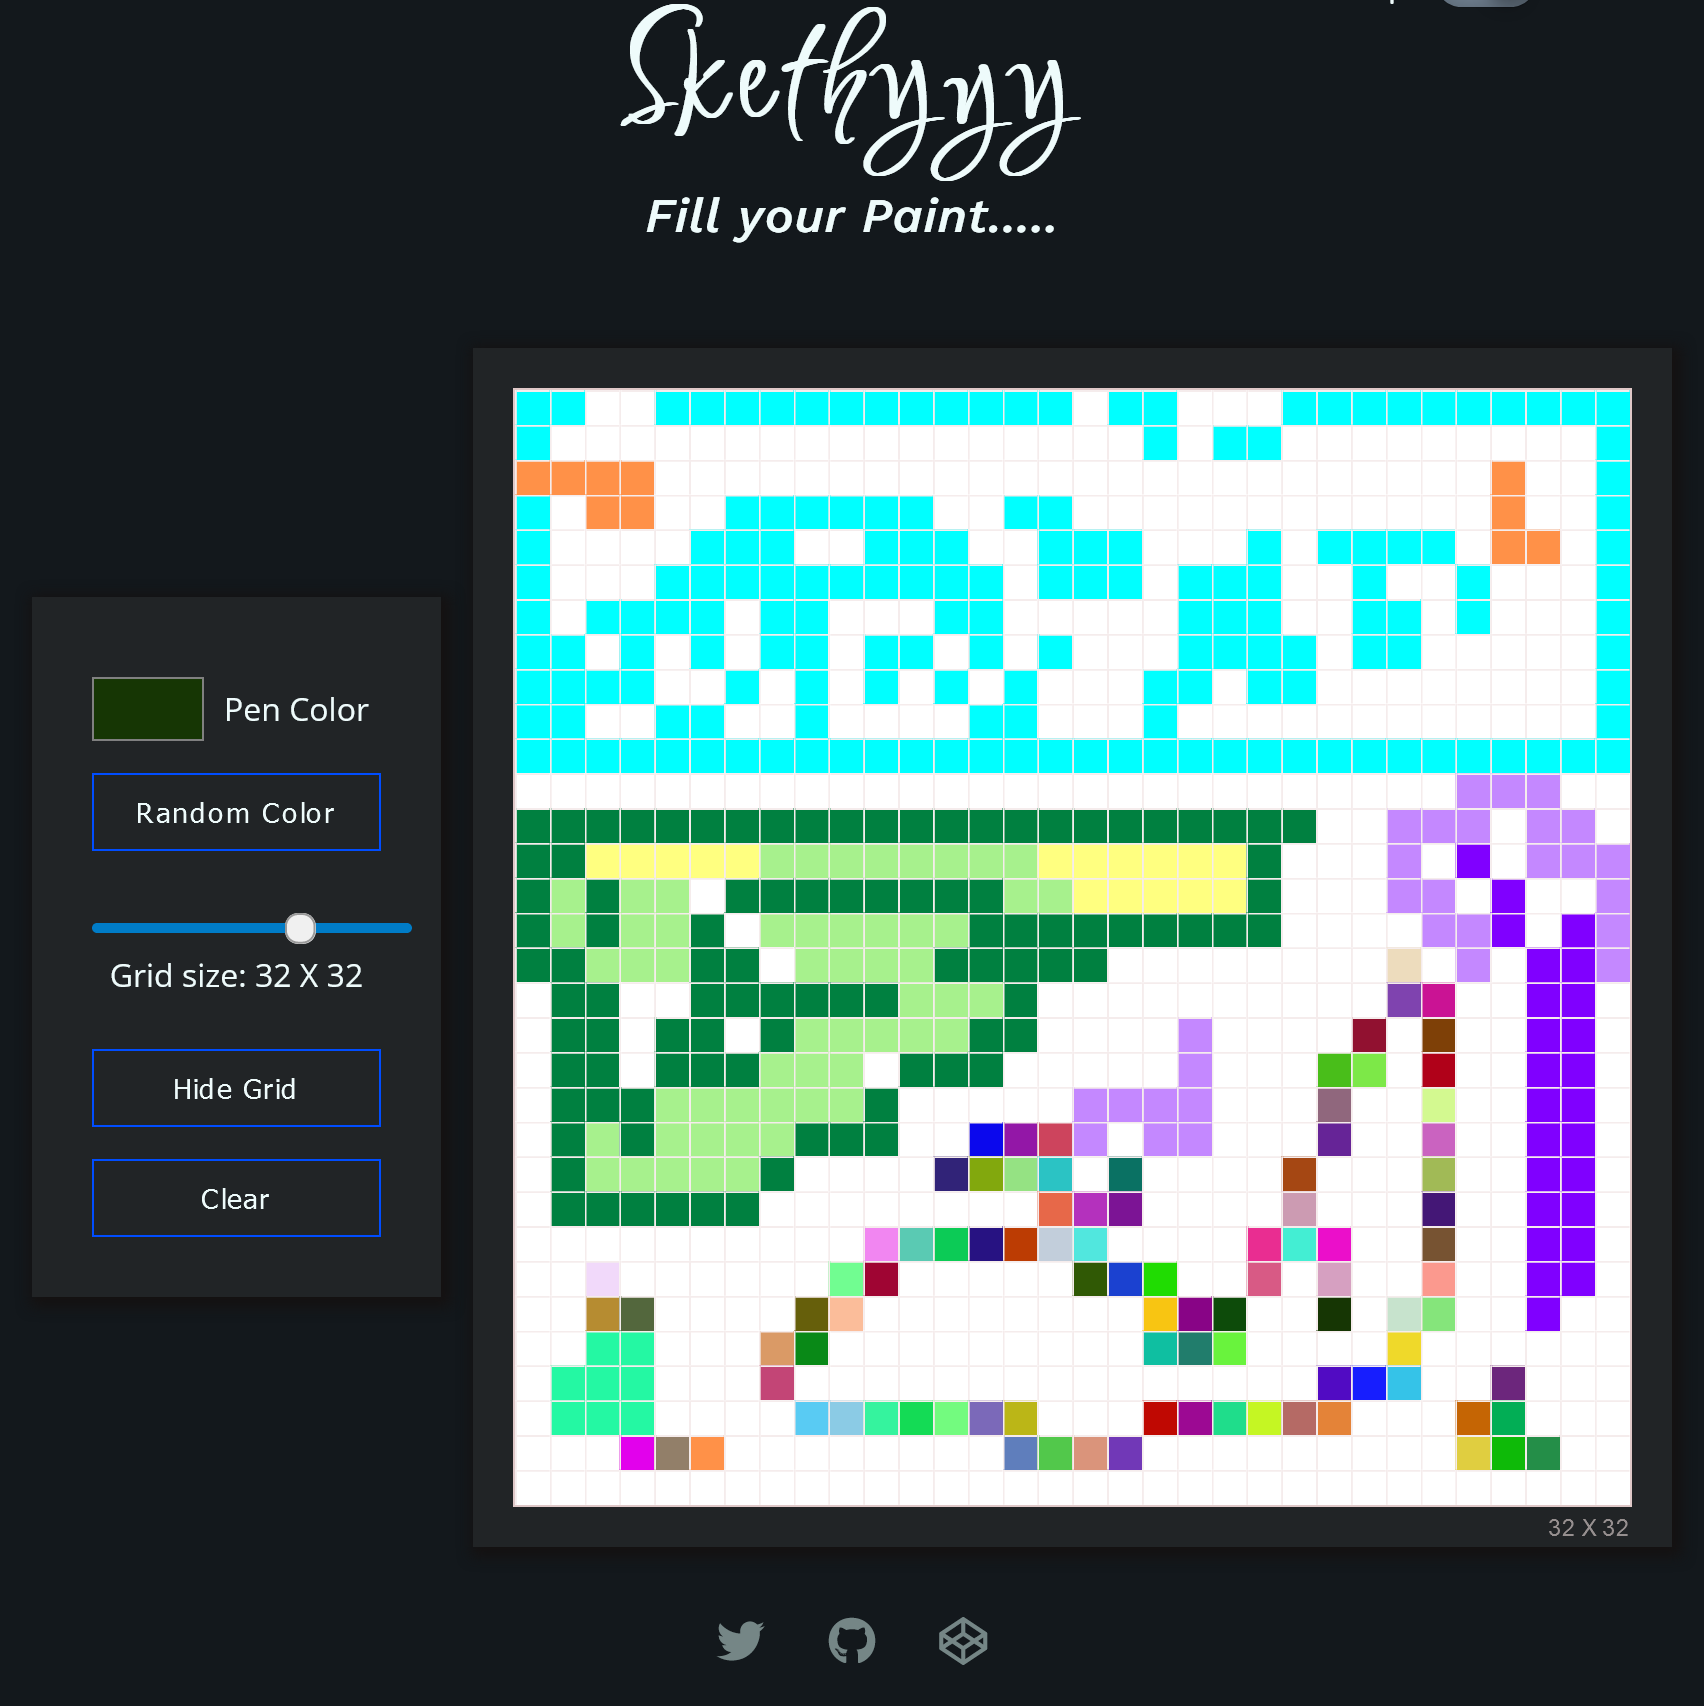 Skethyyy
Fill your Paint.....
Pen Color
Random Color
Grid size: 32 X 32
Hide Grid
Clear
32 X 32